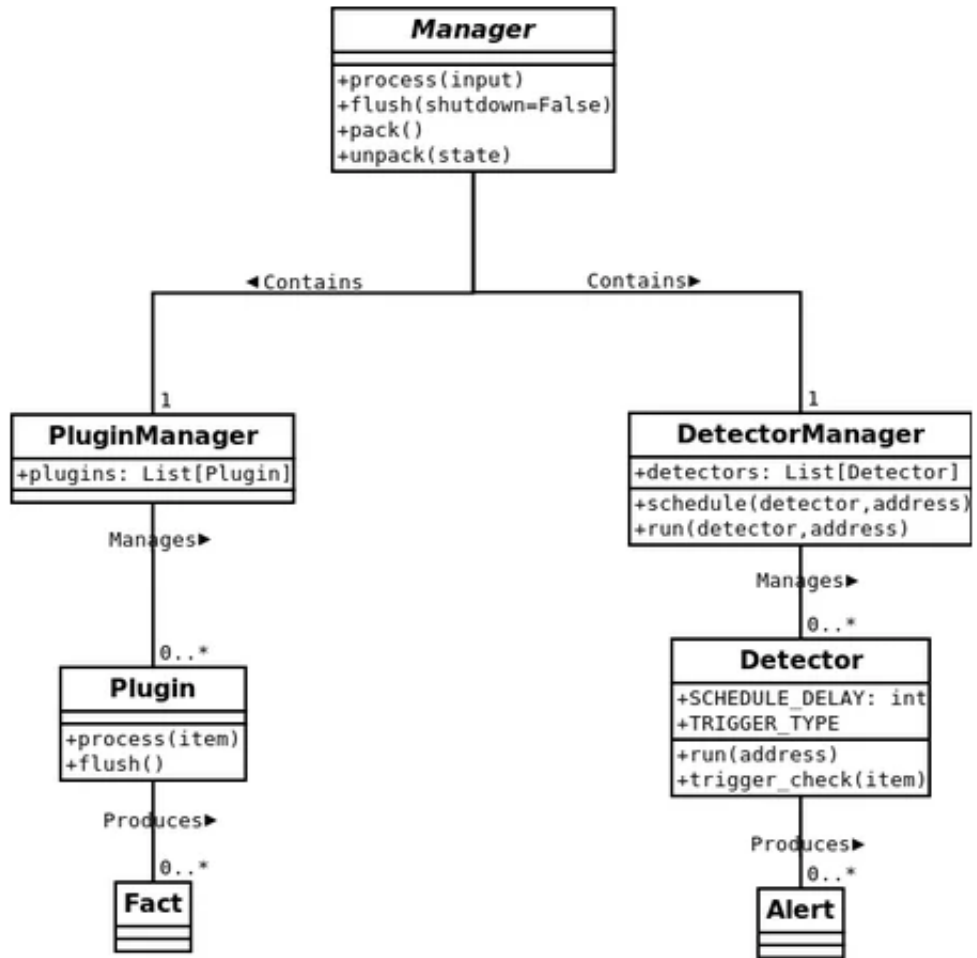 Manager
+process(input)
+flush(shutdown=False)
+pack()
+unpack(state)
◄Contains
Contains►
1
1
PluginManager
+plugins: List[Plugin]
DetectorManager
+detectors: List[Detector]
+schedule(detector,address)
+run(detector,address)
Manages►
Manages►
0..*
0..*
Plugin
+process(item)
+flush()
Detector
+SCHEDULE_DELAY: int
+TRIGGER_TYPE
+run(address)
+trigger_check(item)
Produces►
Produces►
0..*
0..*
Fact
Alert